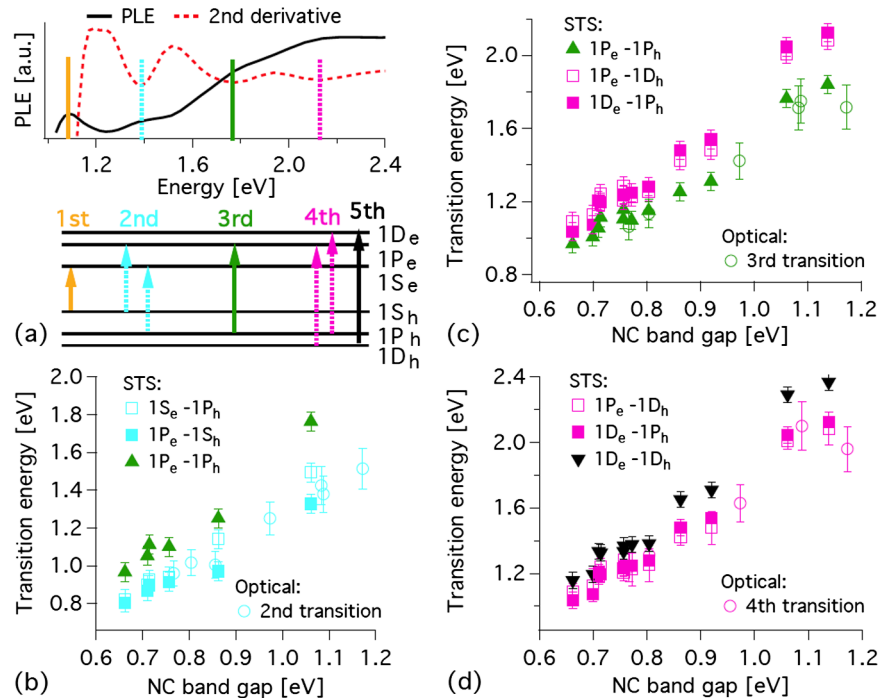 PLE 2nd derivative
PLE [a.u.]
1.2 1.6 2.0 2.4
Energy [eV]
1st 2nd 3rd 4th 5th
1De
1Pe
1Se
1Sh
1Ph
1Dh
(a)
2.0
1.8
1.6
1.4
1.2
1.0
0.8
Transition energy [eV]
STS:
1Se -1Ph
1Pe -1Sh
1Pe -1Ph
Optical:
2nd transition
0.6 0.7 0.8 0.9 1.0 1.1 1.2
NC band gap [eV]
(b)
2.0
1.6
1.2
0.8
Transition energy [eV]
STS:
1Pe -1Ph
1Pe -1Dh
1De -1Ph
Optical:
3rd transition
0.6 0.7 0.8 0.9 1.0 1.1 1.2
NC band gap [eV]
(c)
2.4
2.0
1.6
1.2
Transition energy [eV]
STS:
1Pe -1Dh
1De -1Ph
1De -1Dh
Optical:
4th transition
0.6 0.7 0.8 0.9 1.0 1.1 1.2
NC band gap [eV]
(d)